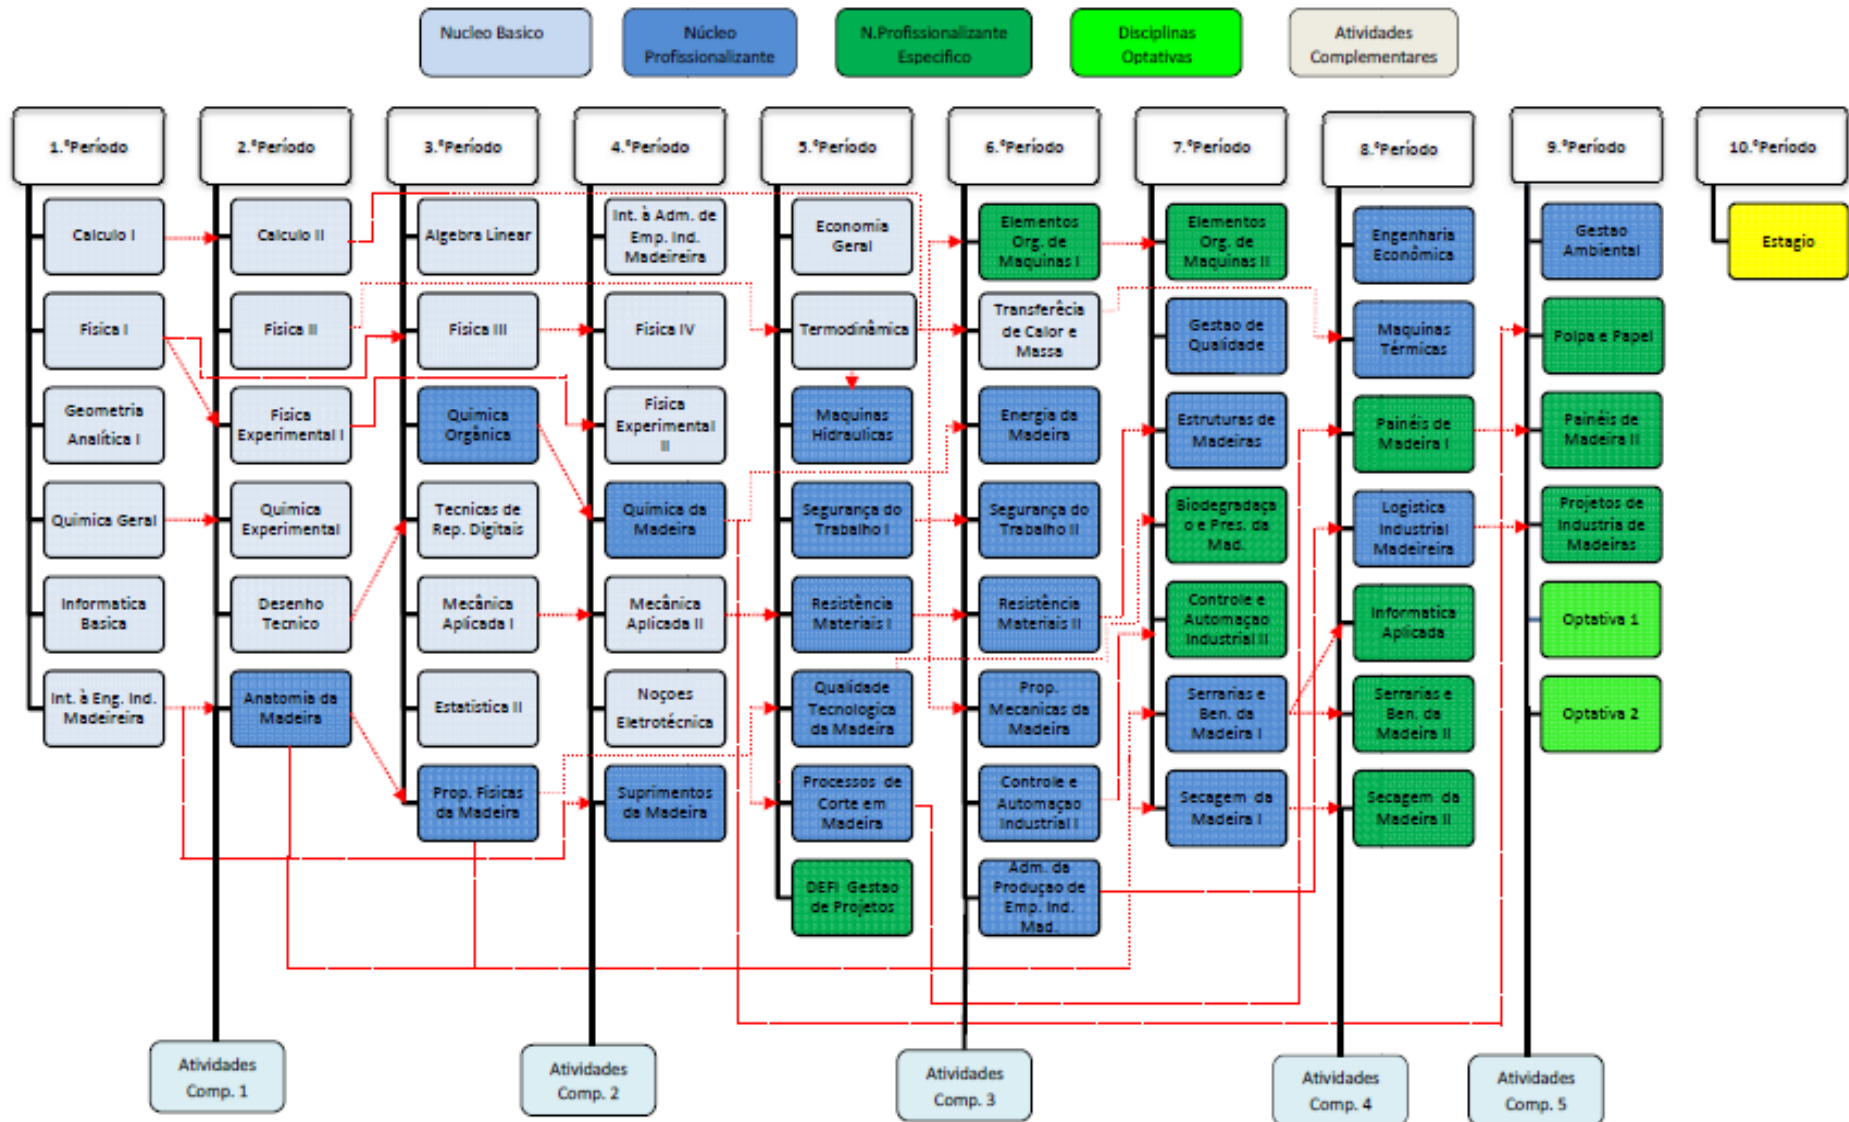 Nucleo Basico
Núcleo
Profissionalizante
N.Profissionalizante
Especifico
Disciplinas
Optativas
Atividades
Complementares
1.ºPeríodo
2.ºPeríodo
3.ºPeríodo
4.ºPeríodo
5.ºPeríodo
6.ºPeríodo
7.ºPeríodo
8.ºPeríodo
9.ºPeríodo
10.ºPeríodo
Calculo I
Fisica I
Geometria
Analítica I
Quimica Geral
Informatica
Basica
Int. à Eng. Ind.
Madeireira
Calculo II
Fisica II
Fisica
Experimental I
Quimica
Experimental
Desenho
Tecnico
Anatomia da
Madeira
Algebra Linear
Fisica III
Quimica
Orgânica
Tecnicas de
Rep. Digitais
Mecânica
Aplicada I
Estatistica II
Prop. Fisicas
da Madeira
Int. à Adm. de
Emp. Ind.
Madeireira
Fisica IV
Fisica
Experimental
II
Quimica da
Madeira
Mecânica
Aplicada II
Noçoes
Eletrotécnica
Suprimentos
da Madeira
Economia
Geral
Termodinâmica
Maquinas
Hidraulicas
Segurança do
Trabalho I
Resistência
Materiais I
Qualidade
Tecnologica
da Madeira
Processos de
Corte em
Madeira
DEFI Gestao
de Projetos
Elementos
Org. de
Maquinas I
Transferêcia
de Calor e
Massa
Energia da
Madeira
Segurança do
Trabalho II
Resistência
Materiais II
Prop.
Mecanicas da
Madeira
Controle e
Automaçao
Industrial I
Adm. da
Produçao de
Emp. Ind.
Mad.
Elementos
Org. de
Maquinas II
Gestao de
Qualidade
Estruturas de
Madeiras
Biodegradaça
o e Pres. da
Mad.
Controle e
Automaçao
Industrial II
Serrarias e
Ben. da
Madeira I
Secagem da
Madeira I
Engenharia
Econômica
Maquinas
Térmicas
Painéis de
Madeira I
Logistica
Industrial
Madeireira
Informatica
Aplicada
Serrarias e
Ben. da
Madeira II
Secagem da
Madeira II
Gestao
Ambiental
Polpa e Papel
Painéis de
Madeira II
Projetos de
Industria de
Madeiras
Optativa 1
Optativa 2
Estagio
Atividades
Comp. 1
Atividades
Comp. 2
Atividades
Comp. 3
Atividades
Comp. 4
Atividades
Comp. 5